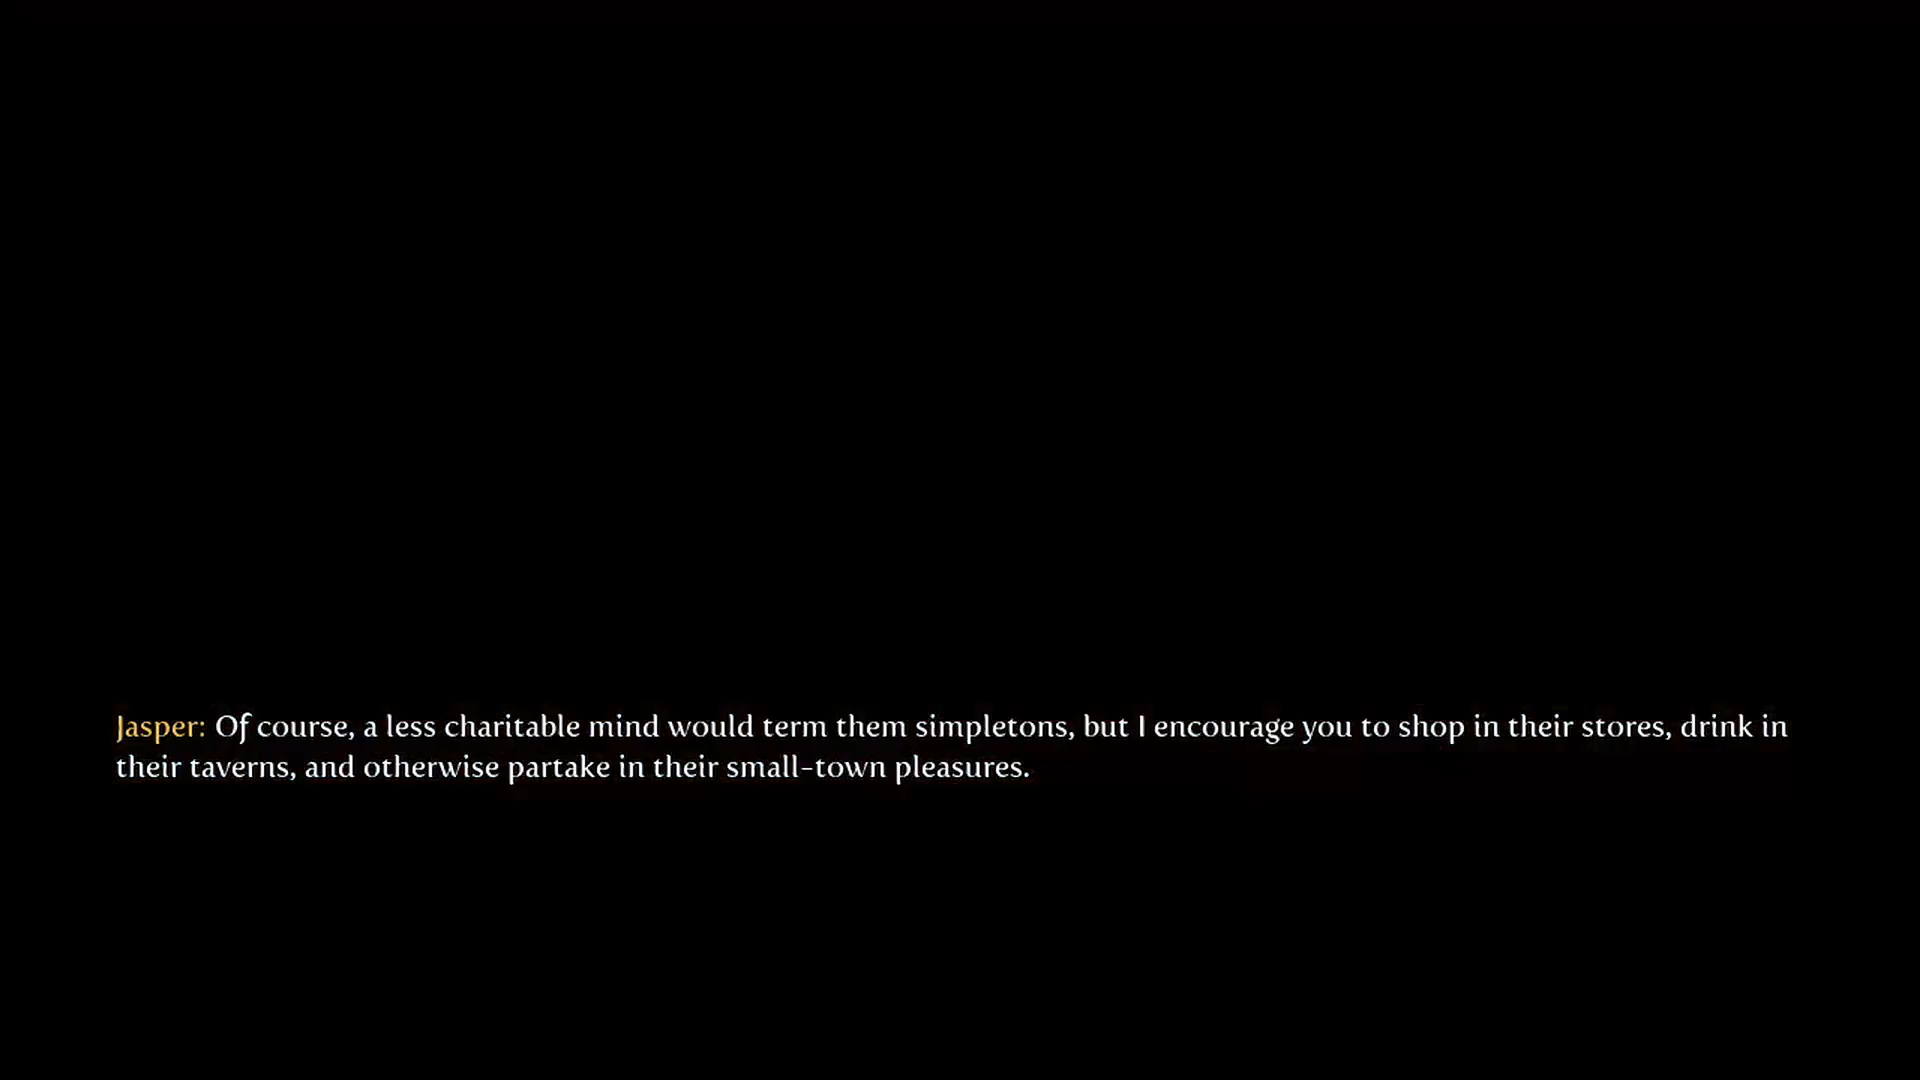 Jasper: Of course, a less charitable mind would term them simpletons, but I encourage you to shop in their stores, drink in
their taverns, and otherwise partake in their small-town pleasures.